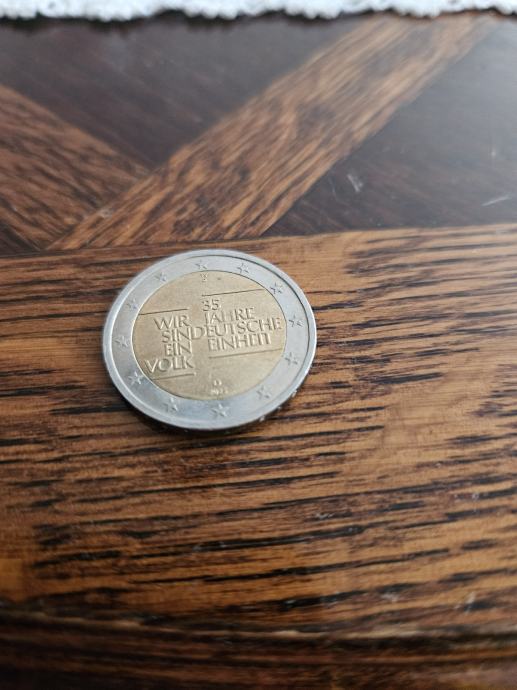 35
WIR JAHRE
SIND DEUTSCHE
EIN EINHEIT
VOLK
D